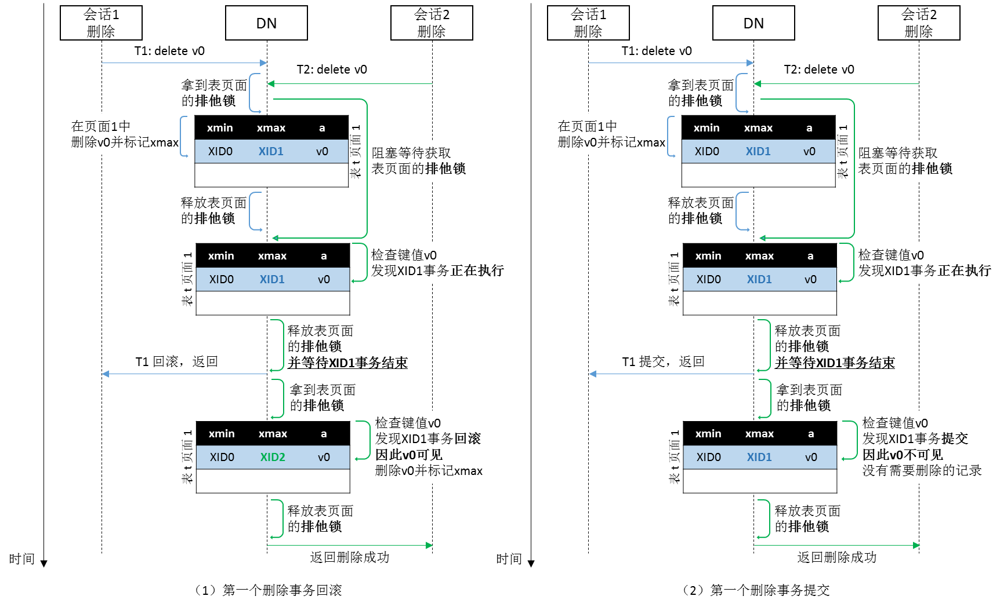 会话1
删除
DN
会话2
删除
T1: delete v0
T2: delete v0
拿到表页面
的排他锁
在页面1中
删除v0并标记xmax
xmin xmax a
XID0 XID1 v0
表 t 页面 1
阻塞等待获取
表页面的排他锁
释放表页面
的排他锁
xmin xmax a
XID0 XID1 v0
表 t 页面 1
检查键值v0
发现XID1事务正在执行
释放表页面
的排他锁
并等待XID1事务结束
T1 回滚，返回
拿到表页面
的排他锁
xmin xmax a
XID0 XID2 v0
表 t 页面 1
检查键值v0
发现XID1事务回滚
因此v0可见
删除v0并标记xmax
释放表页面
的排他锁
返回删除成功
时间
（1）第一个删除事务回滚
会话1
删除
DN
会话2
删除
T1: delete v0
T2: delete v0
拿到表页面
的排他锁
在页面1中
删除v0并标记xmax
xmin xmax a
XID0 XID1 v0
表 t 页面 1
阻塞等待获取
表页面的排他锁
释放表页面
的排他锁
xmin xmax a
XID0 XID1 v0
表 t 页面 1
检查键值v0
发现XID1事务正在执行
释放表页面
的排他锁
并等待XID1事务结束
T1 提交，返回
拿到表页面
的排他锁
xmin xmax a
XID0 XID1 v0
表 t 页面 1
检查键值v0
发现XID1事务提交
因此v0不可见
没有需要删除的记录
释放表页面
的排他锁
返回删除成功
时间
（2）第一个删除事务提交